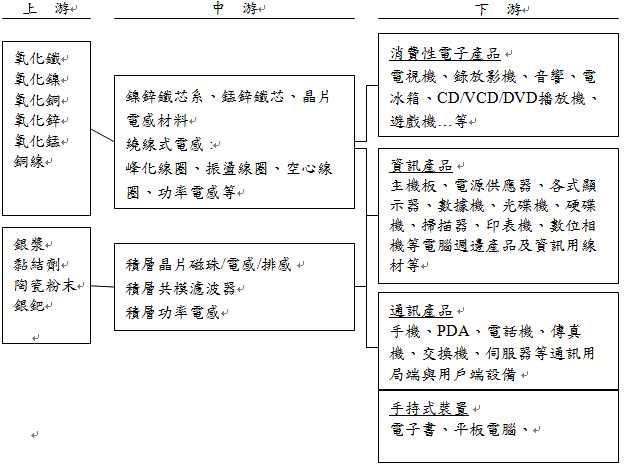 上 游
中 游
下 游
氧化鐵
氧化鎳
氧化銅
氧化鋅
氧化錳
銅線
鎳鋅鐵芯系、錳鋅鐵芯、晶片
電感材料
繞線式電感：
峰化線圈、振盪線圈、空心線
圈、功率電感等
銀漿
黏結劑
陶瓷粉末
銀鈀
積層晶片磁珠/電感/排感
積層共模濾波器
積層功率電感
消費性電子產品
電視機、錄放影機、音響、電
冰箱、CD/VCD/DVD播放機、
遊戲機…等
資訊產品
主機板、電源供應器、各式顯
示器、數據機、光碟機、硬碟
機、掃描器、印表機、數位相
機等電腦週邊產品及資訊用線
材等
通訊產品
手機、PDA、電話機、傳真
機、交換機、伺服器等通訊用
局端與用戶端設備
手持式裝置
電子書、平板電腦、